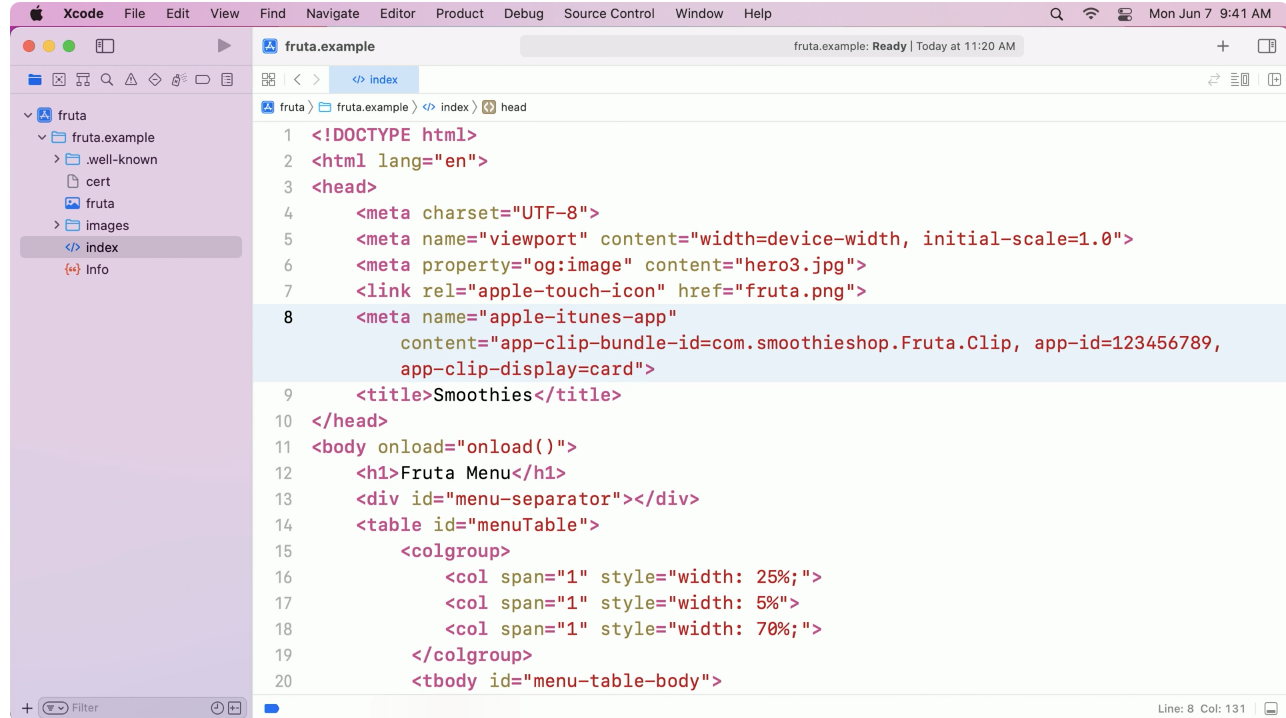 Xcode File Edit View Find Navigate Editor Product Debug Source Control Window Help Mon Jun 7 9:41 AM
fruta.example fruta.example: Ready | Today at 11:20 AM
</> index
fruta fruta.example </> index head
fruta
fruta.example
.well-known
cert
fruta
images
</> index
Info
Filter
1 <!DOCTYPE html>
2 <html lang="en">
3 <head>
4 <meta charset="UTF-8">
5 <meta name="viewport" content="width=device-width, initial-scale=1.0">
6 <meta property="og:image" content="hero3.jpg">
7 <link rel="apple-touch-icon" href="fruta.png">
8 <meta name="apple-itunes-app"
content="app-clip-bundle-id=com.smoothieshop.Fruta.Clip, app-id=123456789,
app-clip-display=card">
9 <title>Smoothies</title>
10 </head>
11 <body onload="onload()">
12 <h1>Fruta Menu</h1>
13 <div id="menu-separator"></div>
14 <table id="menuTable">
15 <colgroup>
16 <col span="1" style="width: 25%;">
17 <col span="1" style="width: 5%">
18 <col span="1" style="width: 70%;">
19 </colgroup>
20 <tbody id="menu-table-body">
Line: 8 Col: 131